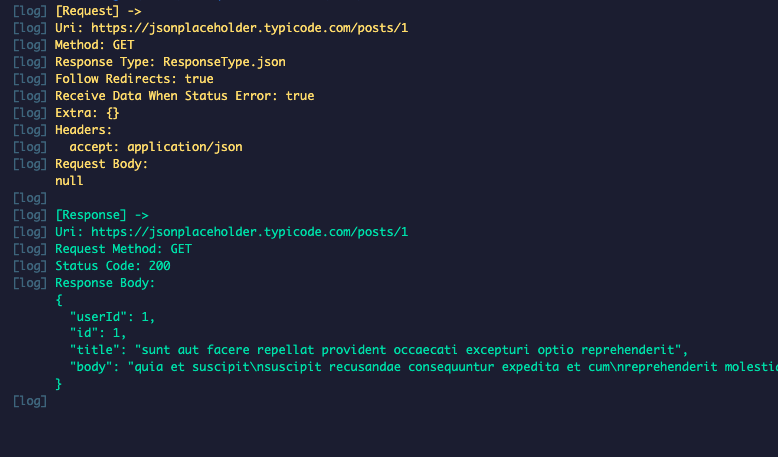 [log] [Request] ->
[log] Uri: https://jsonplaceholder.typicode.com/posts/1
[log] Method: GET
[log] Response Type: ResponseType.json
[log] Follow Redirects: true
[log] Receive Data When Status Error: true
[log] Extra: {}
[log] Headers:
[log]   accept: application/json
[log] Request Body:
      null
[log]
[log] [Response] ->
[log] Uri: https://jsonplaceholder.typicode.com/posts/1
[log] Request Method: GET
[log] Status Code: 200
[log] Response Body:
      {
        "userId": 1,
        "id": 1,
        "title": "sunt aut facere repellat provident occaecati excepturi optio reprehenderit",
        "body": "quia et suscipit\nsuscipit recusandae consequuntur expedita et cum\nreprehenderit
      }
[log]